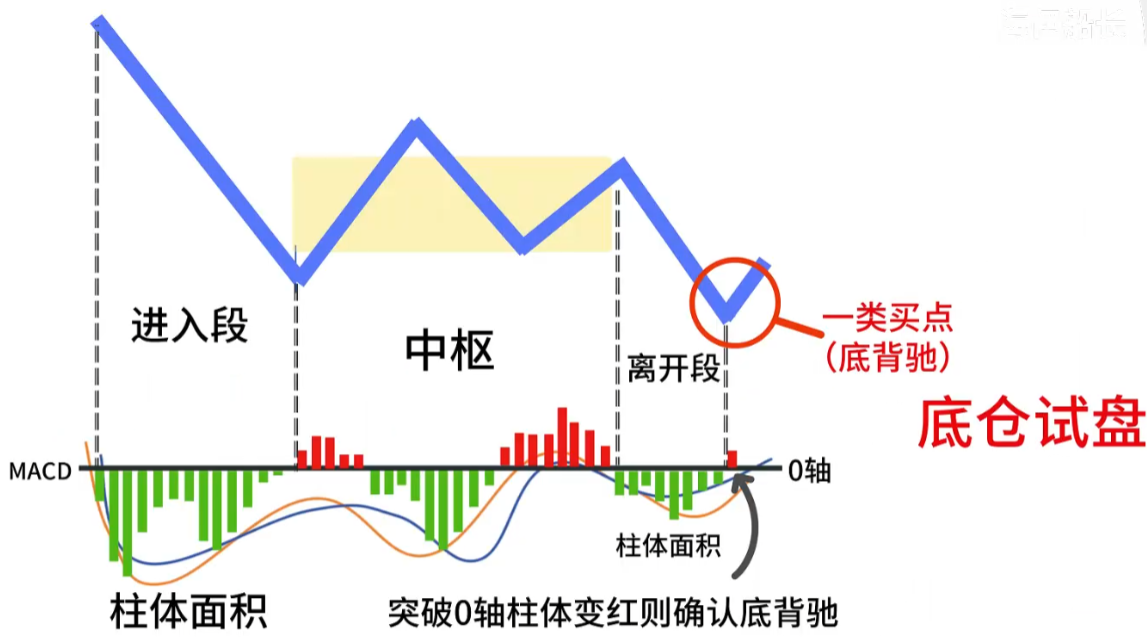 进入段
中枢
离开段
一类买点
（底背驰）
底仓试盘
MACD
0轴
柱体面积
柱体面积
突破0轴柱体变红则确认底背驰